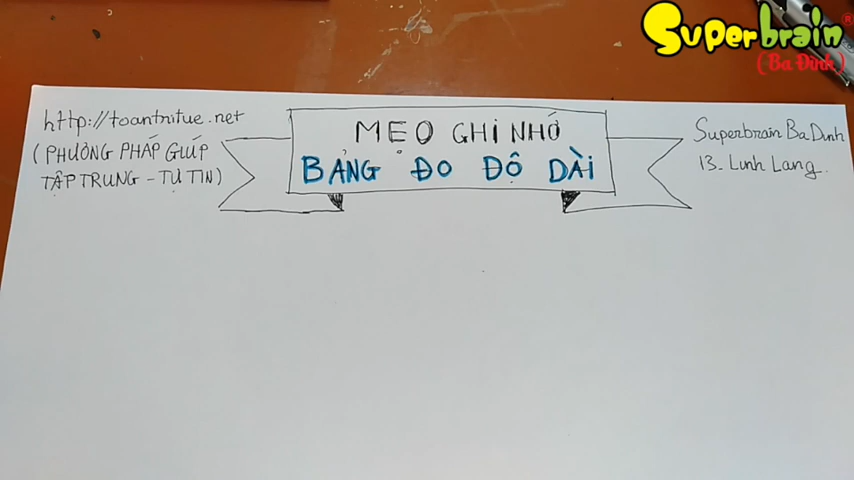 Superbrain®
(Ba Đình)
http://toantritue.net
(PHƯƠNG PHÁP GIÚP
TẬP TRUNG - TỰ TIN)
MẸO GHI NHỚ
BẢNG ĐO ĐỘ DÀI
Superbrain Ba Dinh
13. Linh Lang.